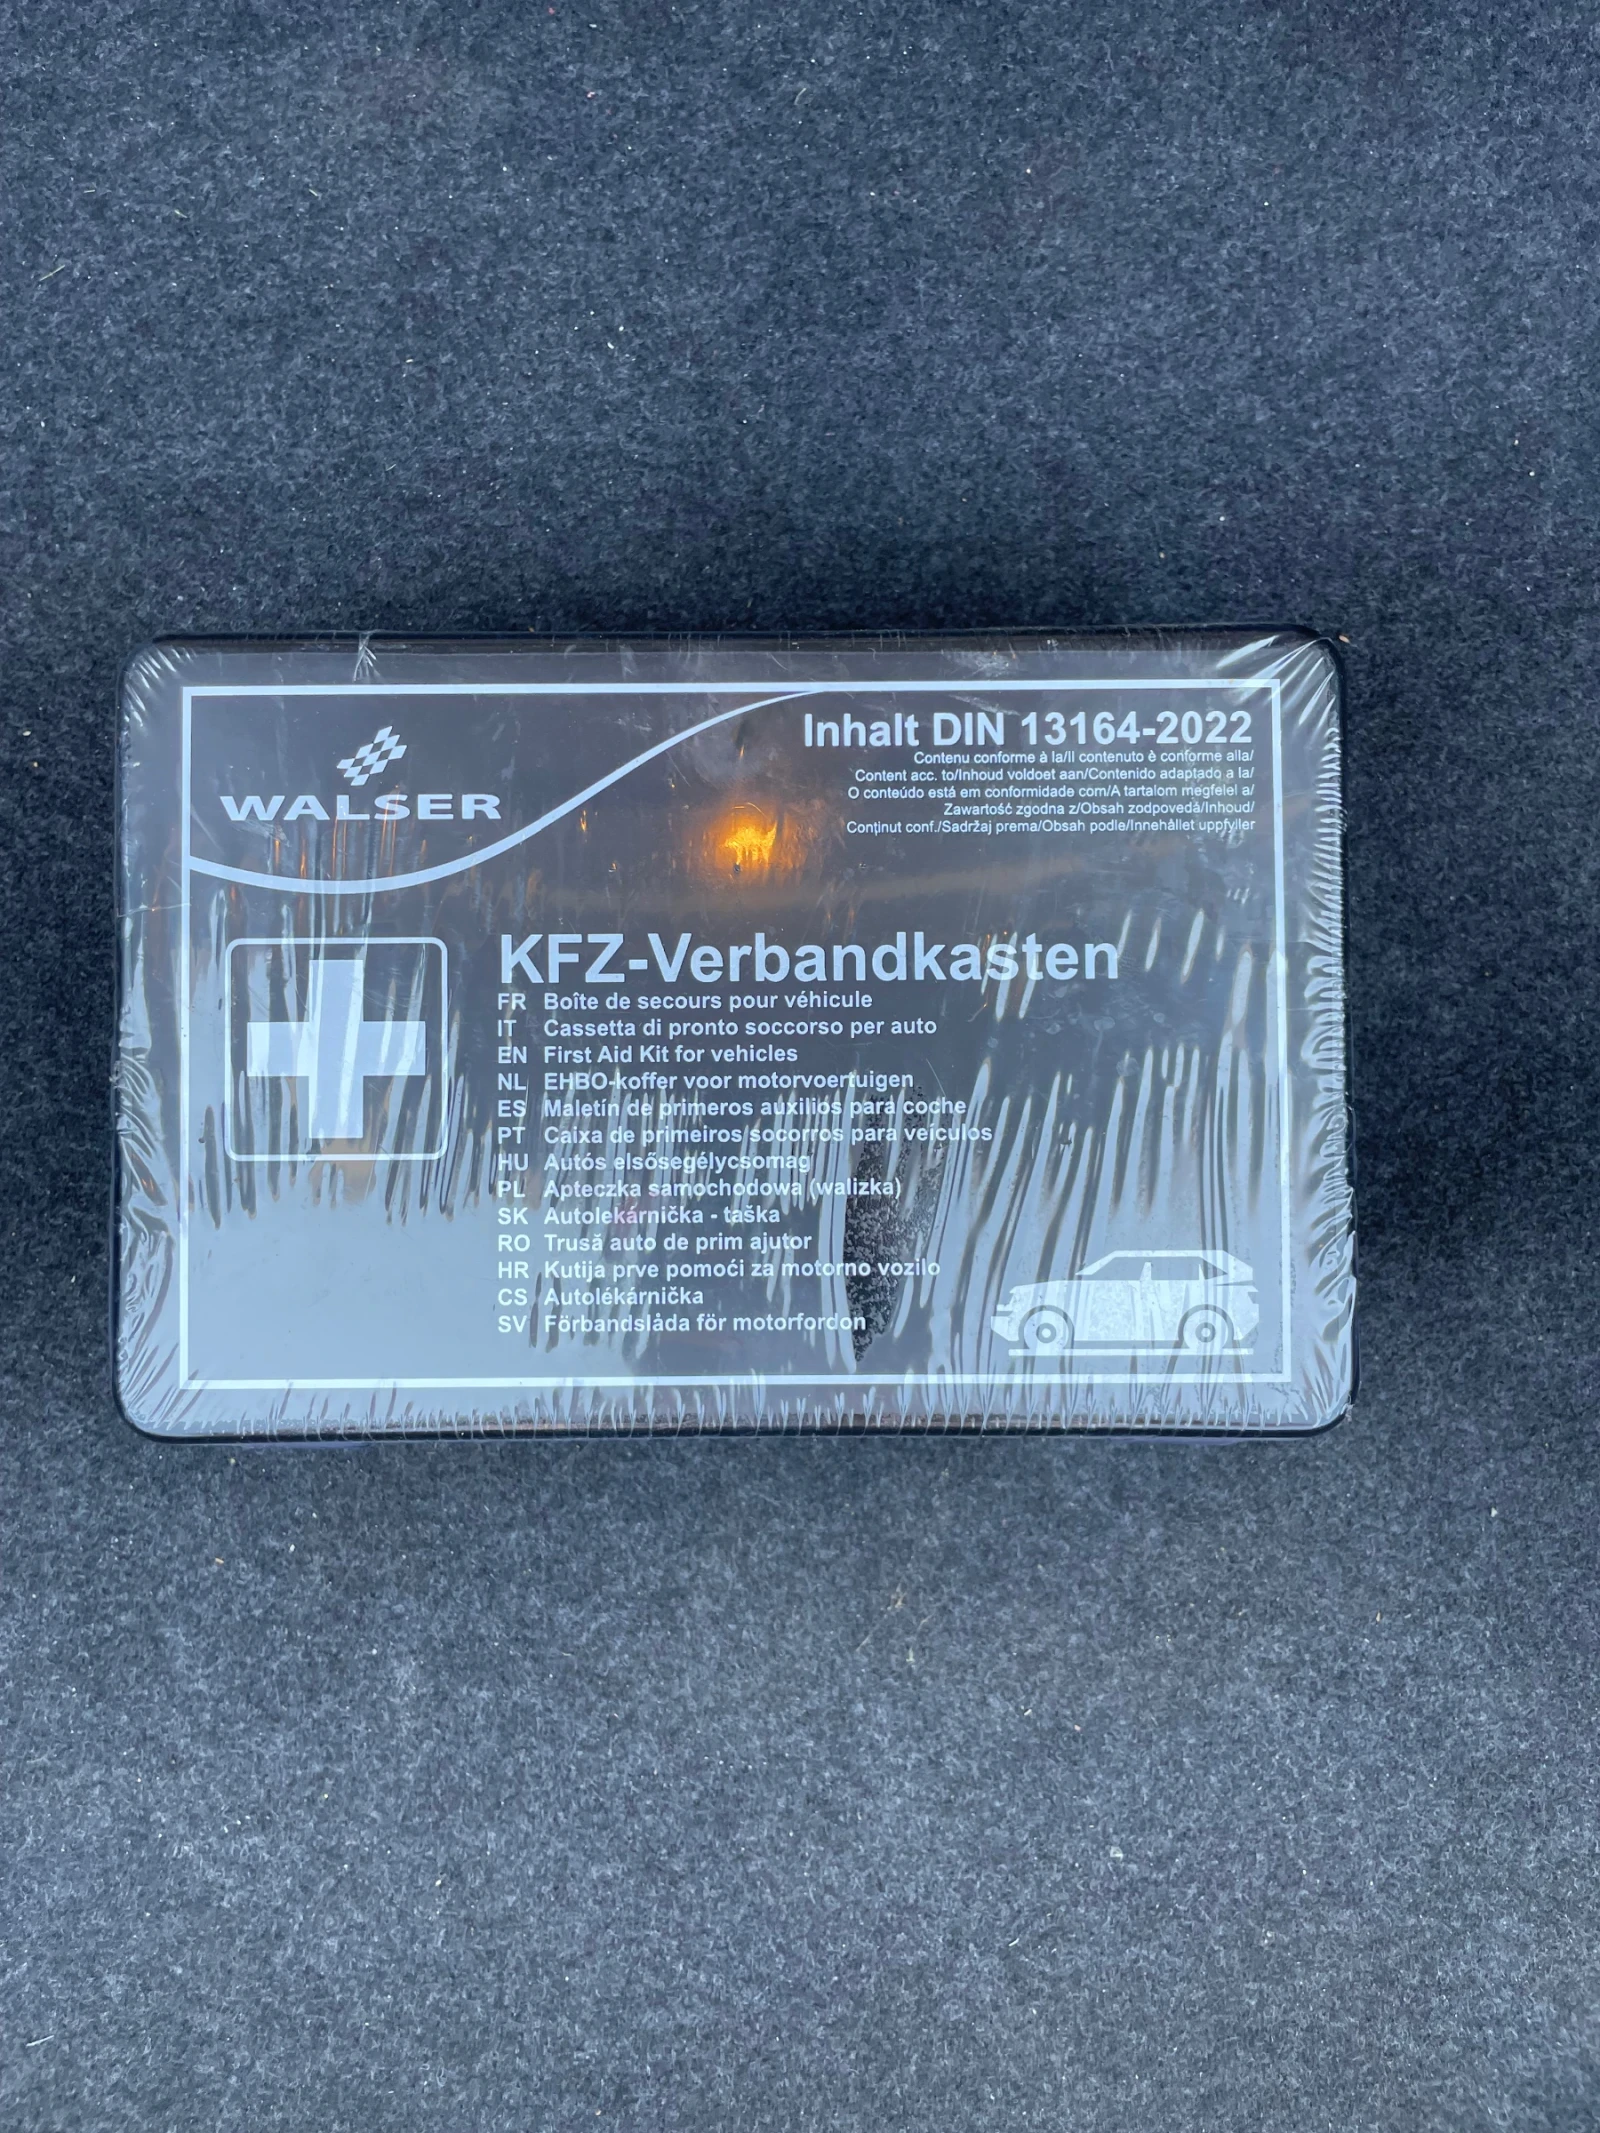 WALSER
Inhalt DIN 13164-2022
Contenu conforme à la/Il contenuto è conforme alla/
Content acc. to/Inhoud voldoet aan/Contenido adaptado a la/
O conteúdo está em conformidade com/A tartalom megfelel a/
Zawartość zgodna z/Obsah zodpovedá/Inhoud/
Conţinut conf./Sadržaj prema/Obsah podle/Innehållet uppfyller
KFZ-Verbandkasten
FR Boîte de secours pour véhicule
IT Cassetta di pronto soccorso per auto
EN First Aid Kit for vehicles
NL EHBO-koffer voor motorvoertuigen
ES Maletín de primeros auxilios para coche
PT Caixa de primeiros socorros para veículos
HU Autós elsősegélycsomag
PL Apteczka samochodowa (walizka)
SK Autolekárnička - taška
RO Trusă auto de prim ajutor
HR Kutija prve pomoći za motorno vozilo
CS Autolékárnička
SV Förbandslåda för motorfordon